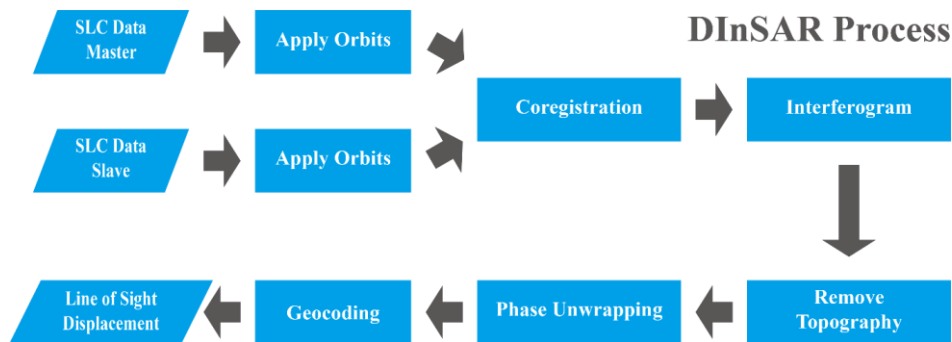 DInSAR Process
SLC Data
Master
Apply Orbits
Coregistration
Interferogram
SLC Data
Slave
Apply Orbits
Remove
Topography
Phase Unwrapping
Geocoding
Line of Sight
Displacement